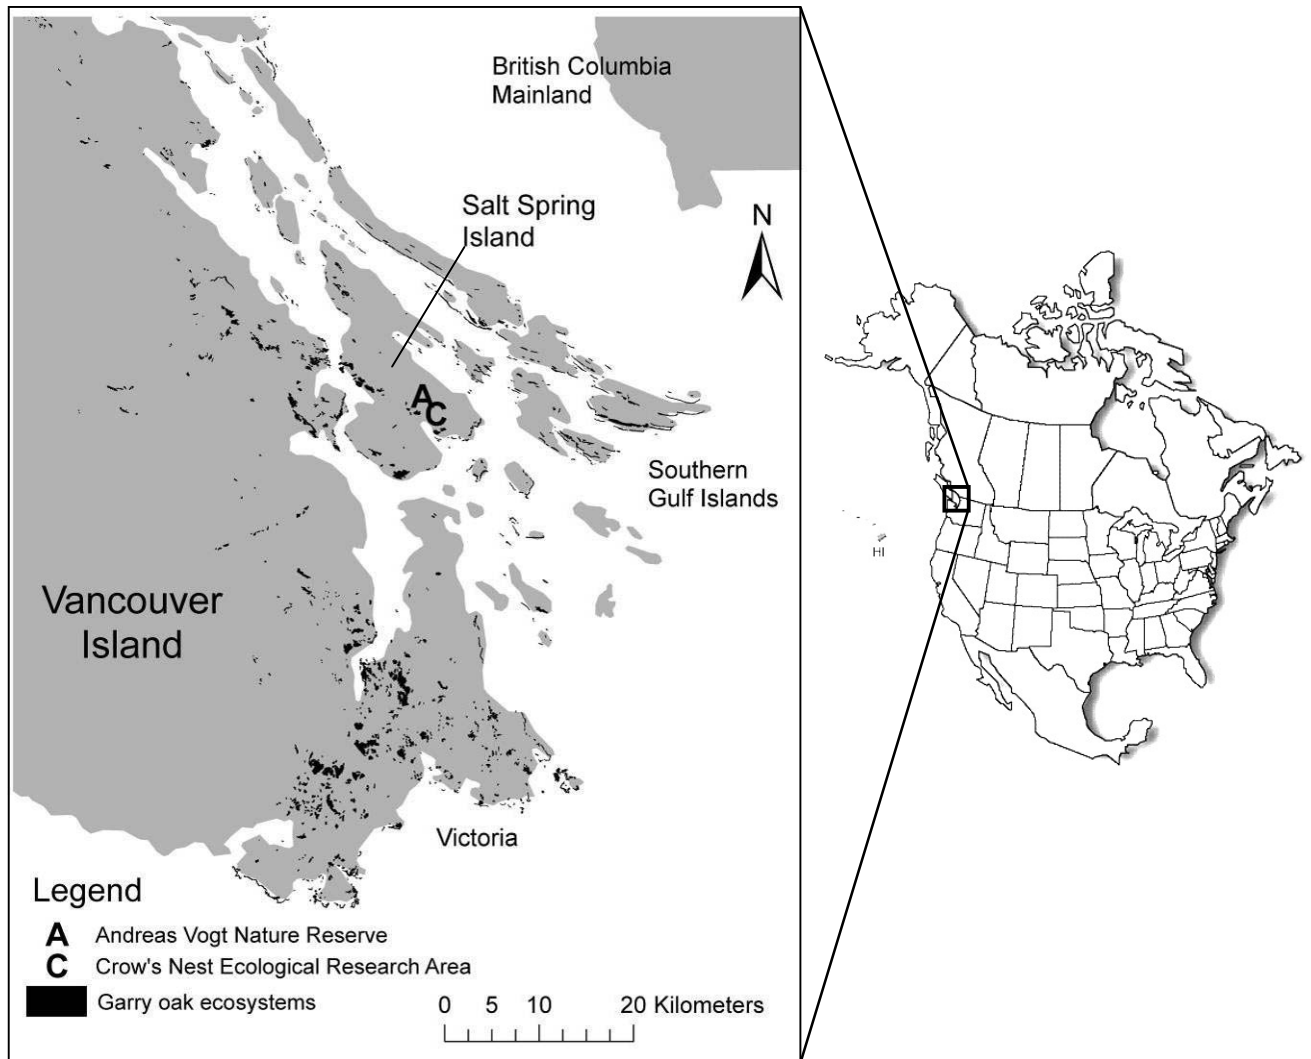 British Columbia
Mainland
Salt Spring
Island
N
A
C
Southern
Gulf Islands
HI
Vancouver
Island
Victoria
Legend
A Andreas Vogt Nature Reserve
C Crow's Nest Ecological Research Area
Garry oak ecosystems
0 5 10 20 Kilometers